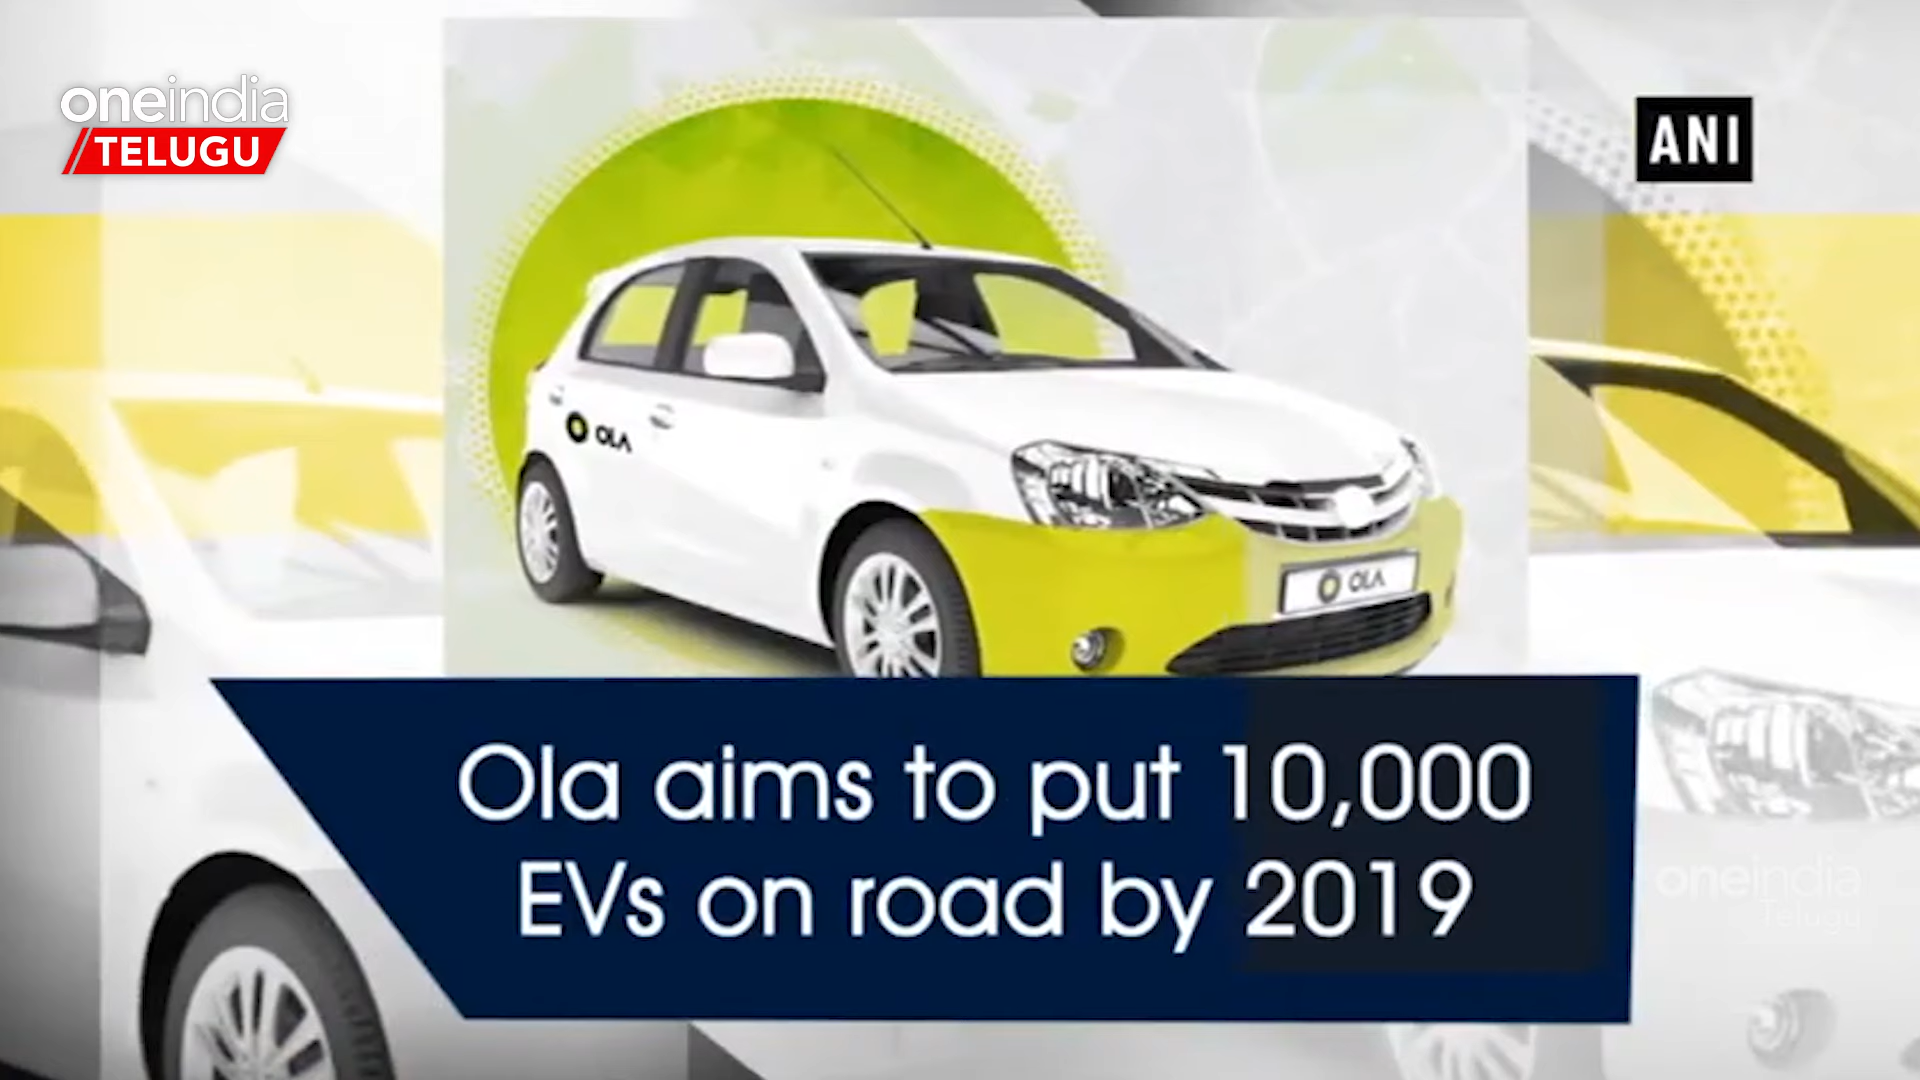 oneindia
TELUGU
ANI
OLA
OLA
Ola aims to put 10,000
EVs on road by 2019
oneindia
Telugu